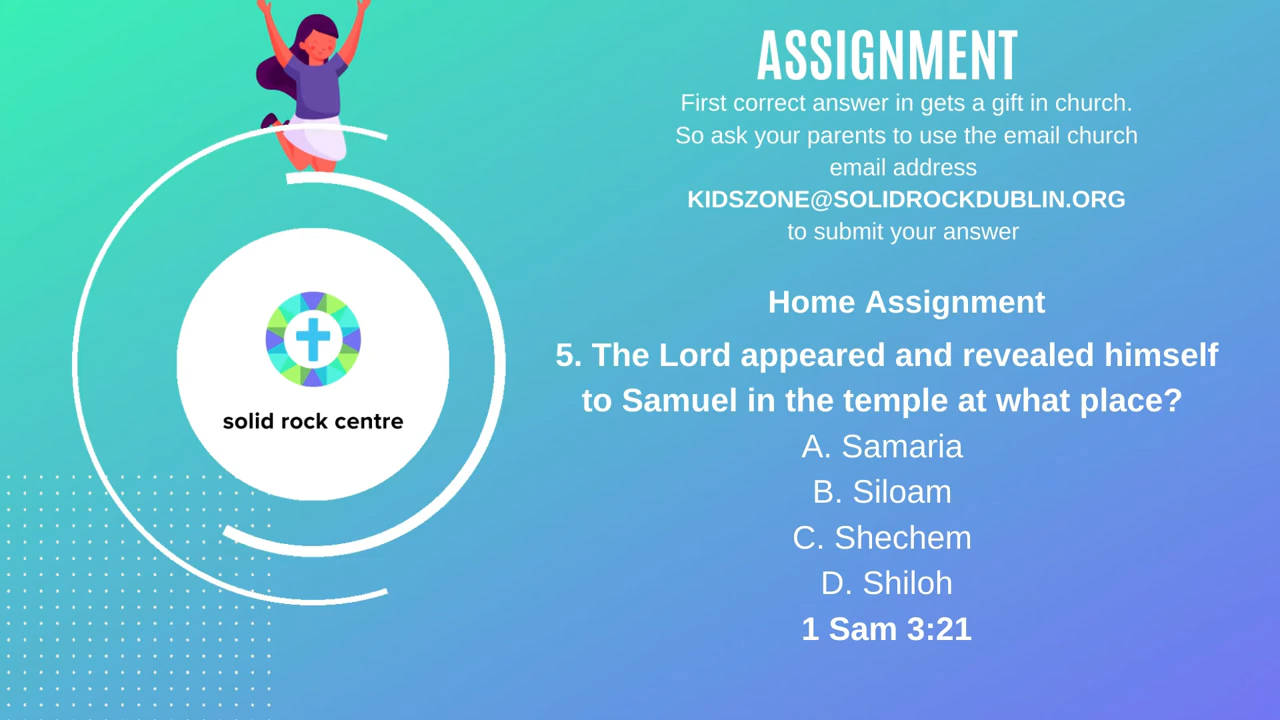 ASSIGNMENT
First correct answer in gets a gift in church.
So ask your parents to use the email church
email address
KIDSZONE@SOLIDROCKDUBLIN.ORG
to submit your answer
solid rock centre
Home Assignment
5. The Lord appeared and revealed himself
to Samuel in the temple at what place?
A. Samaria
B. Siloam
C. Shechem
D. Shiloh
1 Sam 3:21